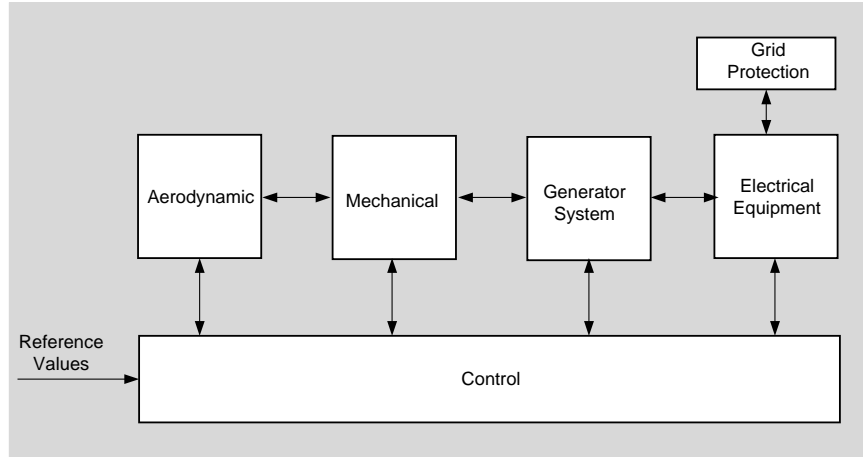 Grid
Protection
Aerodynamic
Mechanical
Generator
System
Electrical
Equipment
Reference
Values
Control